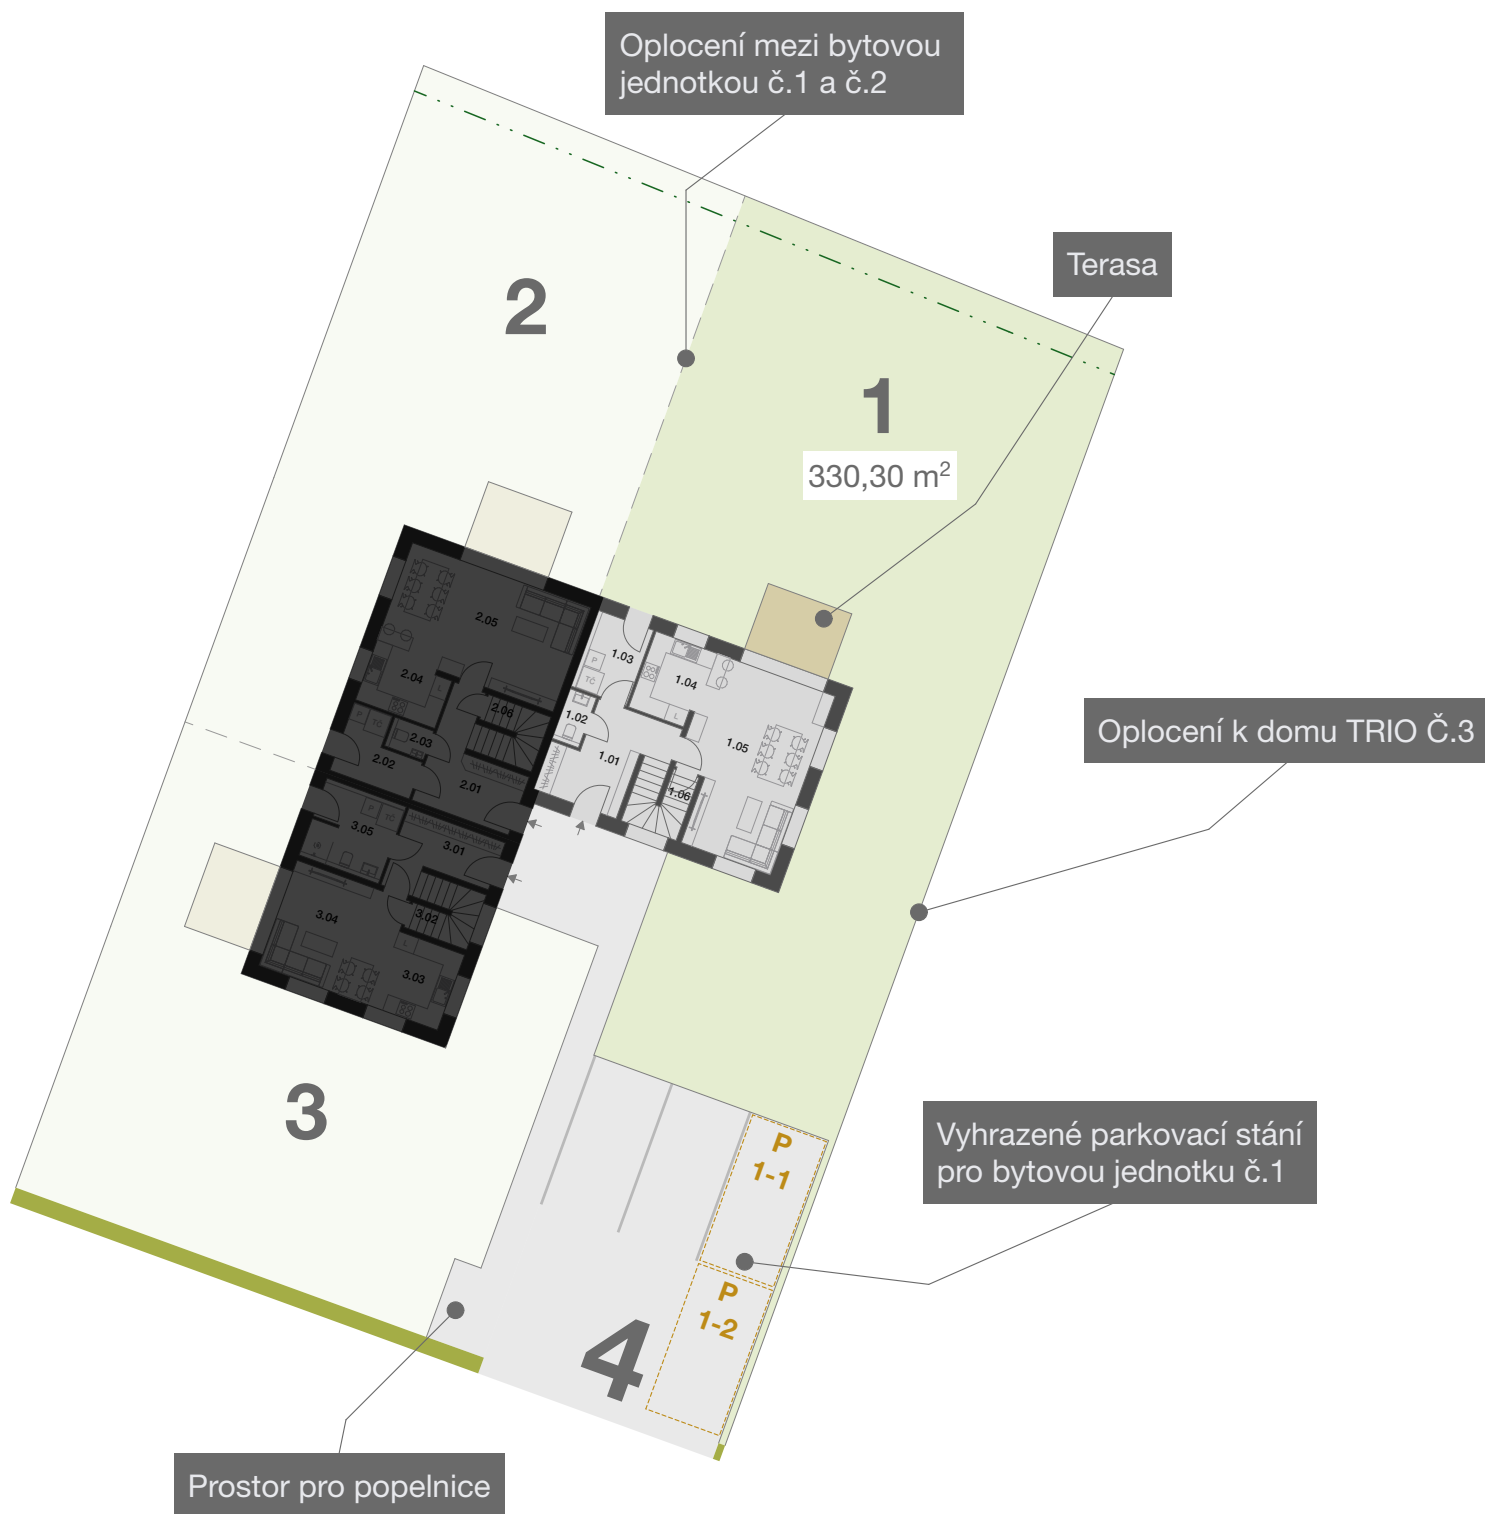 Oplocení mezi bytovou
jednotkou č.1 a č.2
Terasa
2
1
330,30 m²
2.05
2.04
L
2.06
P
TČ
2.03
2.02
2.01
1.03
P
TČ
1.04
1.02
L
1.05
1.01
1.06
Oplocení k domu TRIO Č.3
P
TČ
3.05
3.01
3.04
3.02
L
3.03
3
Vyhrazené parkovací stání
pro bytovou jednotku č.1
P
1-1
P
1-2
4
Prostor pro popelnice